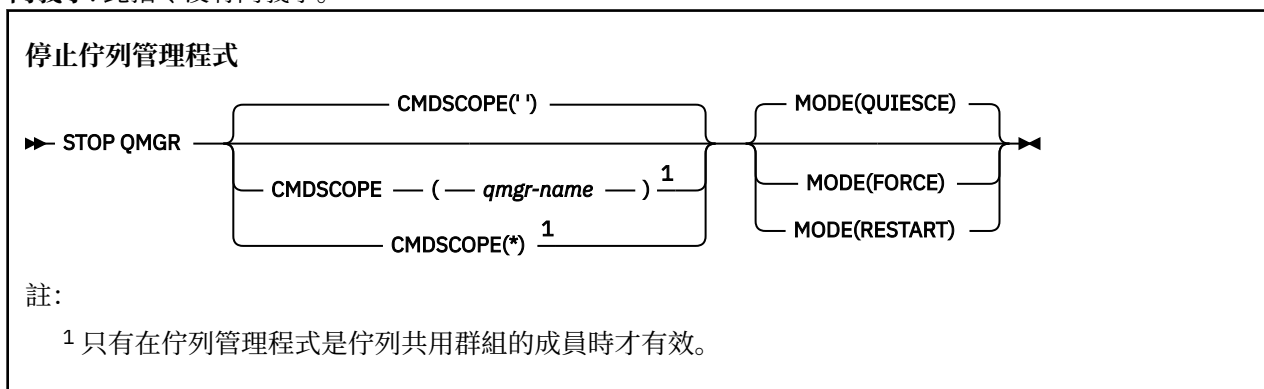 停止佇列管理程式
CMDSCOPE(' ')
MODE(QUIESCE)
STOP QMGR
CMDSCOPE ( qmgr-name ) 1
MODE(FORCE)
CMDSCOPE(*) 1
MODE(RESTART)
註:
1 只有在佇列管理程式是佇列共用群組的成員時才有效。